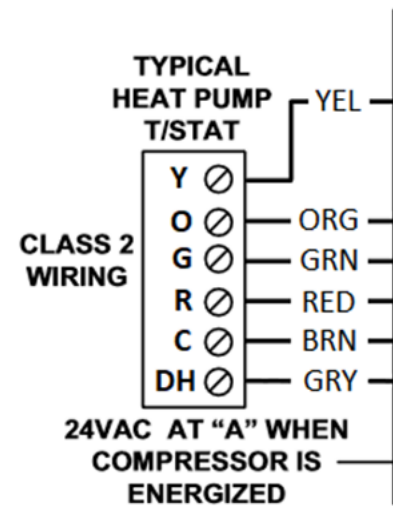 TYPICAL
HEAT PUMP
T/STAT
YEL
Y
O ORG
CLASS 2
WIRING
G GRN
R RED
C BRN
DH GRY
24VAC AT “A” WHEN
COMPRESSOR IS
ENERGIZED